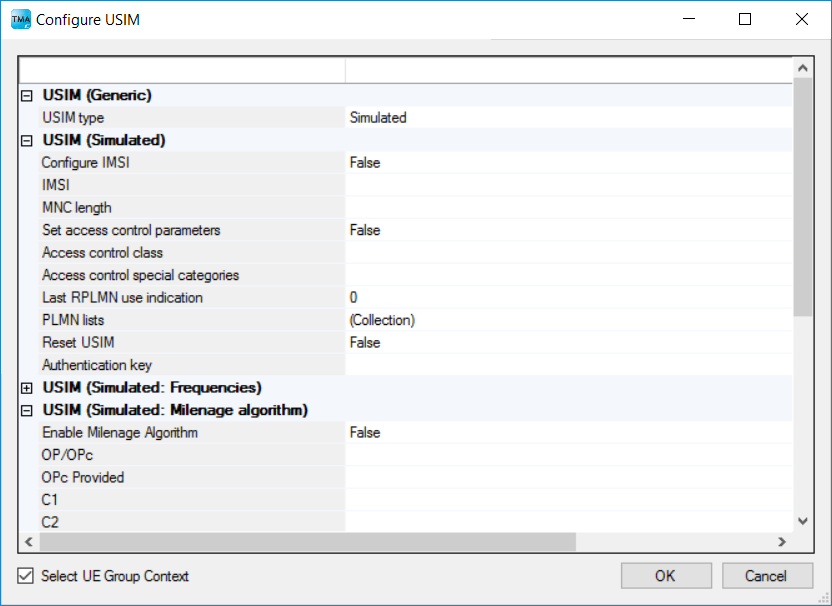 TMA Configure USIM
USIM (Generic)
USIM type Simulated
USIM (Simulated)
Configure IMSI False
IMSI
MNC length
Set access control parameters False
Access control class
Access control special categories
Last RPLMN use indication 0
PLMN lists (Collection)
Reset USIM False
Authentication key
USIM (Simulated: Frequencies)
USIM (Simulated: Milenage algorithm)
Enable Milenage Algorithm False
OP/OPc
OPc Provided
C1
C2
Select UE Group Context OK Cancel